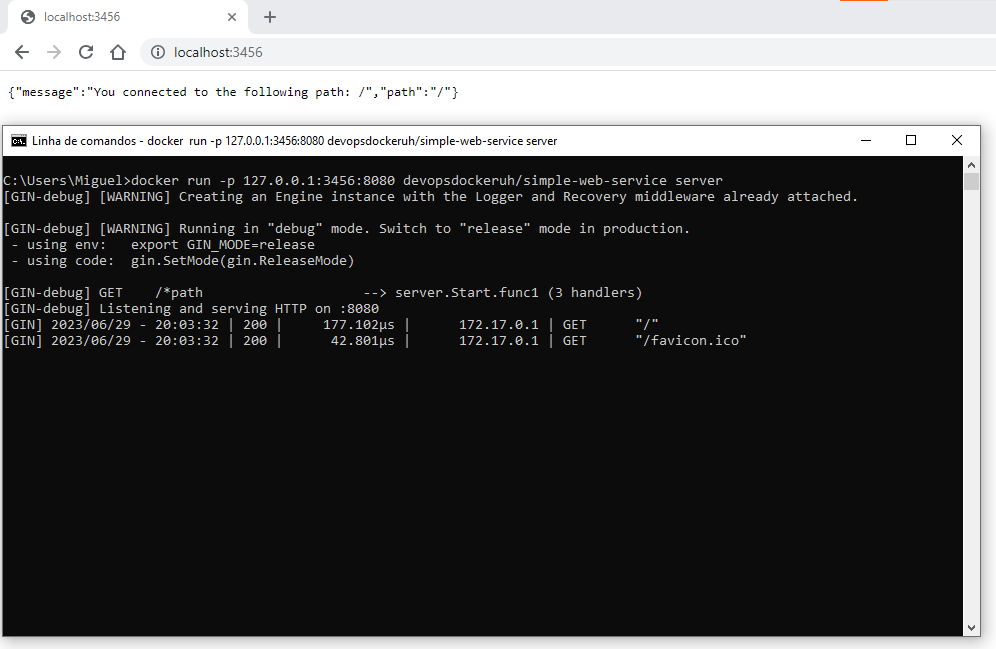 localhost:3456
localhost:3456
{"message":"You connected to the following path: /","path":"/"}
Linha de comandos - docker run -p 127.0.0.1:3456:8080 devopsdockeruh/simple-web-service server
C:\Users\Miguel>docker run -p 127.0.0.1:3456:8080 devopsdockeruh/simple-web-service server
[GIN-debug] [WARNING] Creating an Engine instance with the Logger and Recovery middleware already attached.
[GIN-debug] [WARNING] Running in "debug" mode. Switch to "release" mode in production.
 - using env:   export GIN_MODE=release
 - using code:  gin.SetMode(gin.ReleaseMode)
[GIN-debug] GET    /*path                    --> server.Start.func1 (3 handlers)
[GIN-debug] Listening and serving HTTP on :8080
[GIN] 2023/06/29 - 20:03:32 | 200 |     177.102µs |      172.17.0.1 | GET      "/"
[GIN] 2023/06/29 - 20:03:32 | 200 |      42.801µs |      172.17.0.1 | GET      "/favicon.ico"